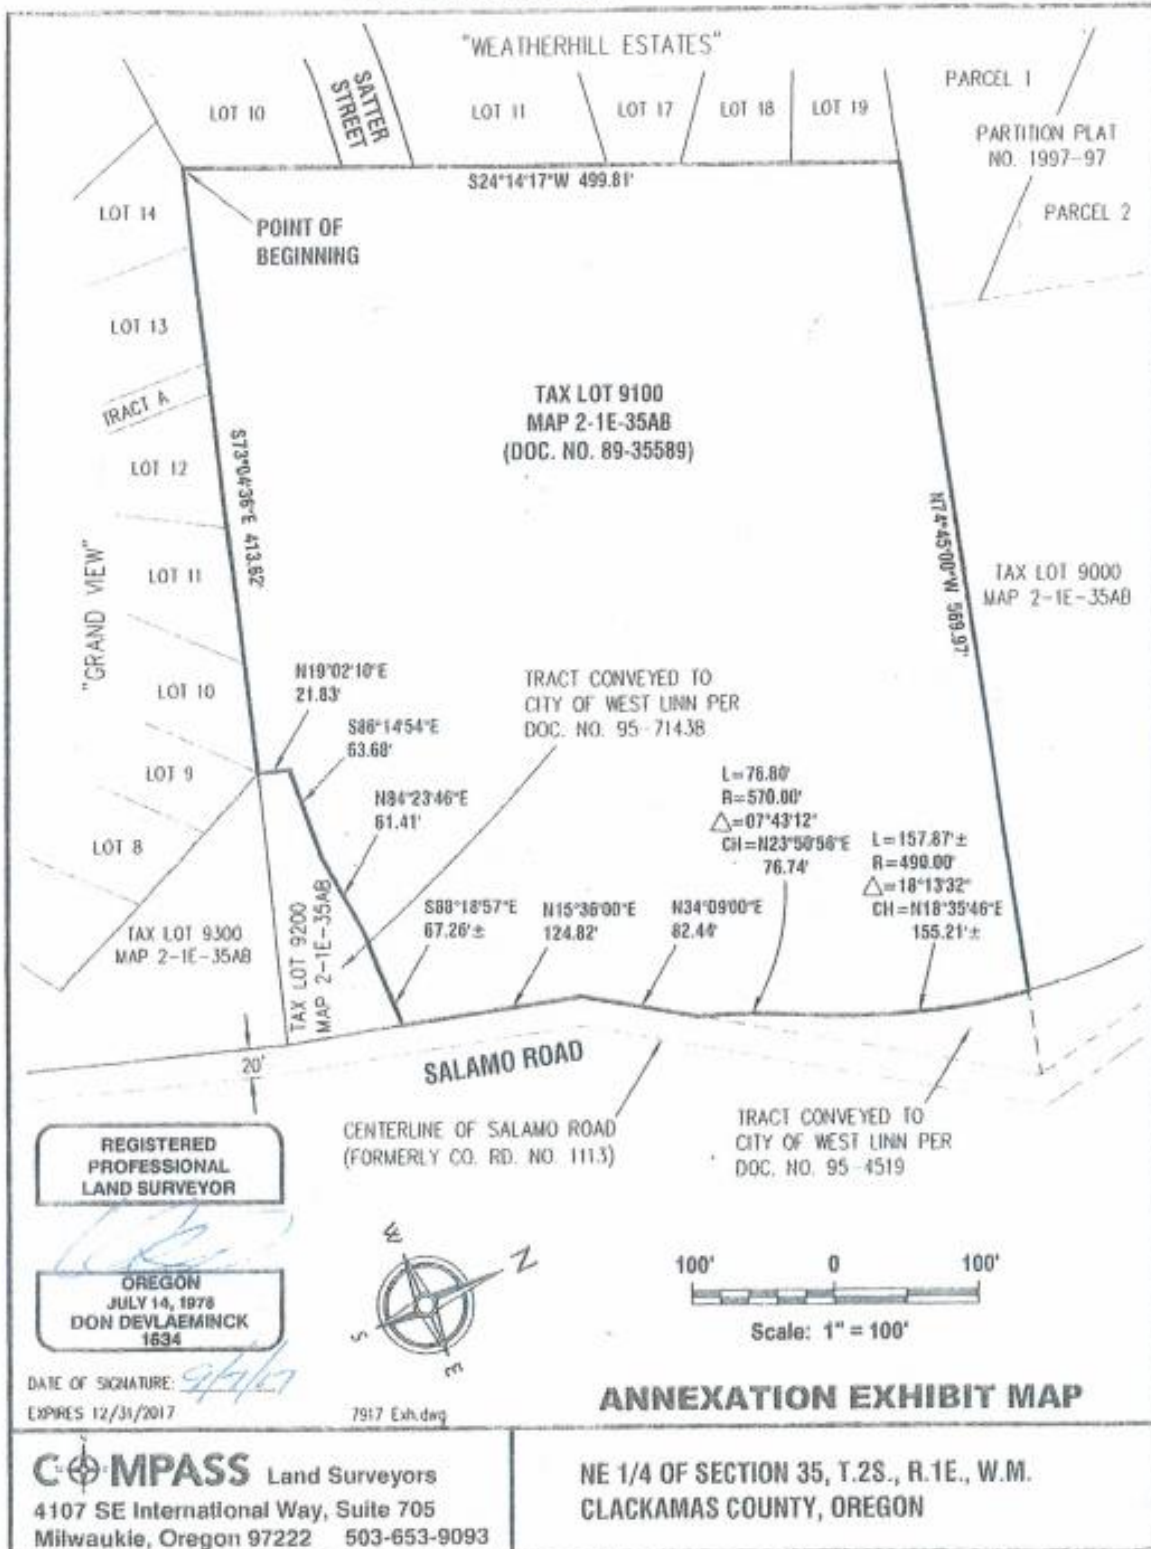 "WEATHERHILL ESTATES"
LOT 10
SATTER
STREET
LOT 11
LOT 17
LOT 18
LOT 19
PARCEL 1
PARTITION PLAT
NO. 1997-97
PARCEL 2
S24°14'17"W 499.81'
POINT OF
BEGINNING
LOT 14
LOT 13
TRACT A
LOT 12
LOT 11
LOT 10
LOT 9
LOT 8
"GRAND VIEW"
S73°04'36"E 413.62'
TAX LOT 9100
MAP 2-1E-35AB
(DOC. NO. 89-35589)
N74°45'00"W 569.97'
TAX LOT 9000
MAP 2-1E-35AB
N19°02'10"E
21.83'
S86°14'54"E
63.68'
N84°23'46"E
61.41'
TRACT CONVEYED TO
CITY OF WEST LINN PER
DOC. NO. 95-71438
L=76.80'
R=570.00'
△=07°43'12"
CH=N23°50'56"E
76.74'
L=157.87'±
R=490.00'
△=18°13'32"
CH=N18°35'46"E
155.21'±
S88°18'57"E
67.26'±
N15°36'00"E
124.82'
N34°09'00"E
82.44'
TAX LOT 9300
MAP 2-1E-35AB
TAX LOT 9200
MAP 2-1E-35AB
20'
SALAMO ROAD
CENTERLINE OF SALAMO ROAD
(FORMERLY CO. RD. NO. 1113)
TRACT CONVEYED TO
CITY OF WEST LINN PER
DOC. NO. 95-4519
REGISTERED
PROFESSIONAL
LAND SURVEYOR
OREGON
JULY 14, 1978
DON DEVLAEMINCK
1634
DATE OF SIGNATURE: 9/7/17
EXPIRES 12/31/2017
7917 Exh.dwg
W
N
S
E
100' 0 100'
Scale: 1" = 100'
ANNEXATION EXHIBIT MAP
COMPASS Land Surveyors
4107 SE International Way, Suite 705
Milwaukie, Oregon 97222 503-653-9093
NE 1/4 OF SECTION 35, T.2S., R.1E., W.M.
CLACKAMAS COUNTY, OREGON